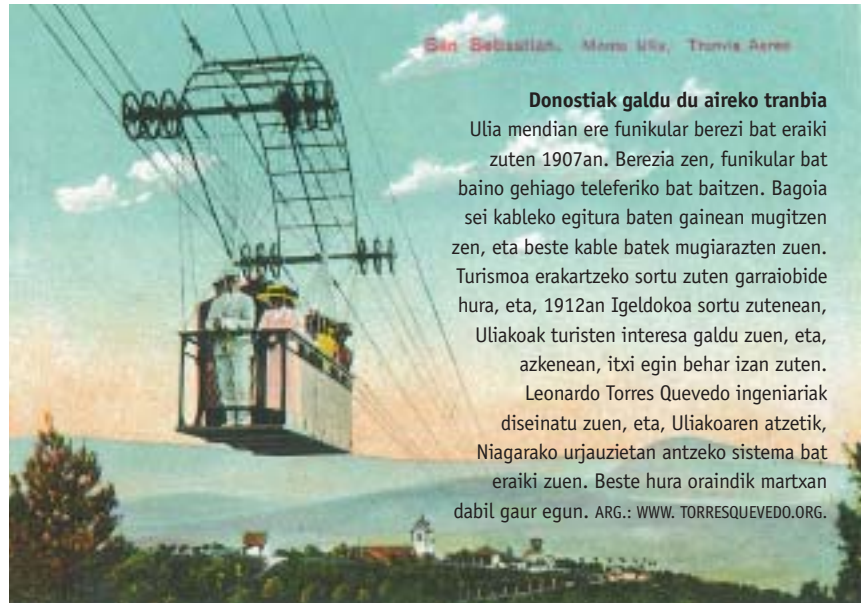 San Sebastian. Monte Ulia. Tranvia Aereo
Donostiak galdu du aireko tranbia
Ulia mendian ere funikular berezi bat eraiki
zuten 1907an. Berezia zen, funikular bat
baino gehiago teleferiko bat baitzen. Bagoia
sei kableko egitura baten gainean mugitzen
zen, eta beste kable batek mugiarazten zuen.
Turismoa erakartzeko sortu zuten garraiobide
hura, eta, 1912an Igeldokoa sortu zutenean,
Uliakoak turisten interesa galdu zuen, eta,
azkenean, itxi egin behar izan zuten.
Leonardo Torres Quevedo ingeniariak
diseinatu zuen, eta, Uliakoaren atzetik,
Niagarako urjauzietan antzeko sistema bat
eraiki zuen. Beste hura oraindik martxan
dabil gaur egun. ARG.: WWW. TORRESQUEVEDO.ORG.